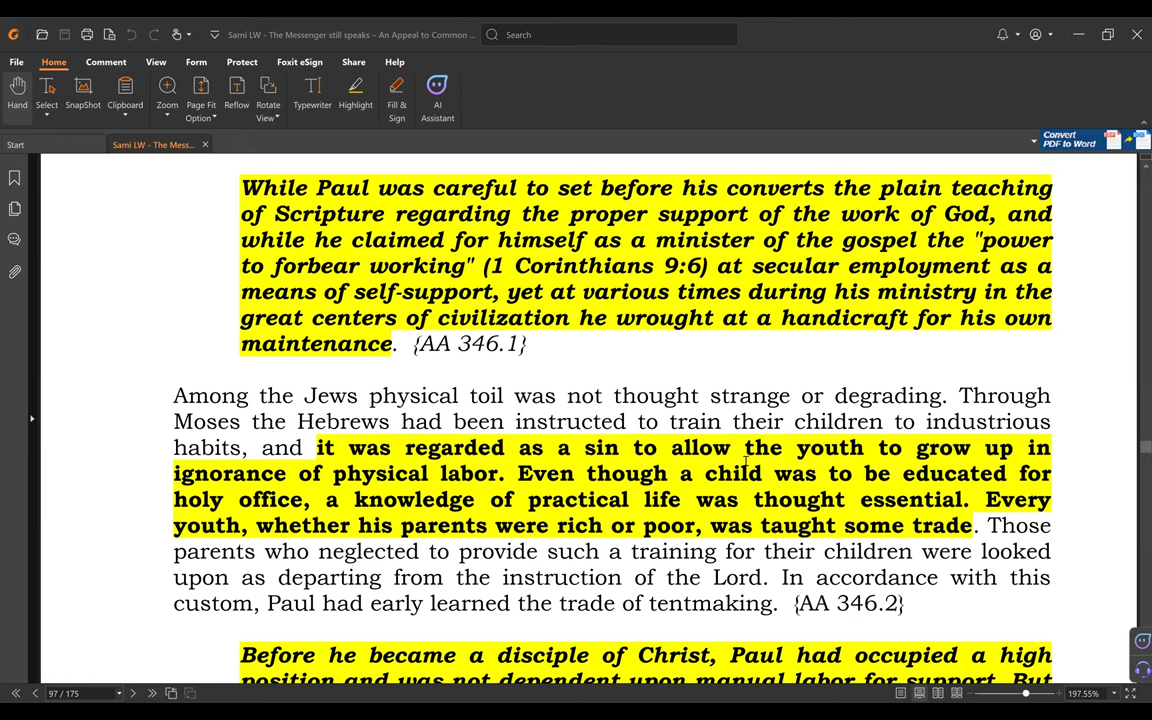 Sami LW - The Messenger still speaks – An Appeal to Common ...
Search
File Home Comment View Form Protect Foxit eSign Share Help
Hand Select SnapShot Clipboard Zoom Page Fit Option Reflow Rotate View Typewriter Highlight Fill & Sign AI Assistant
Start
Sami LW - The Mess...
Convert
PDF to Word
While Paul was careful to set before his converts the plain teaching
of Scripture regarding the proper support of the work of God, and
while he claimed for himself as a minister of the gospel the "power
to forbear working" (1 Corinthians 9:6) at secular employment as a
means of self-support, yet at various times during his ministry in the
great centers of civilization he wrought at a handicraft for his own
maintenance. {AA 346.1}
Among the Jews physical toil was not thought strange or degrading. Through
Moses the Hebrews had been instructed to train their children to industrious
habits, and it was regarded as a sin to allow the youth to grow up in
ignorance of physical labor. Even though a child was to be educated for
holy office, a knowledge of practical life was thought essential. Every
youth, whether his parents were rich or poor, was taught some trade. Those
parents who neglected to provide such a training for their children were looked
upon as departing from the instruction of the Lord. In accordance with this
custom, Paul had early learned the trade of tentmaking. {AA 346.2}
Before he became a disciple of Christ, Paul had occupied a high
position and was not dependent upon manual labor for support. But
97 / 175
197.55%